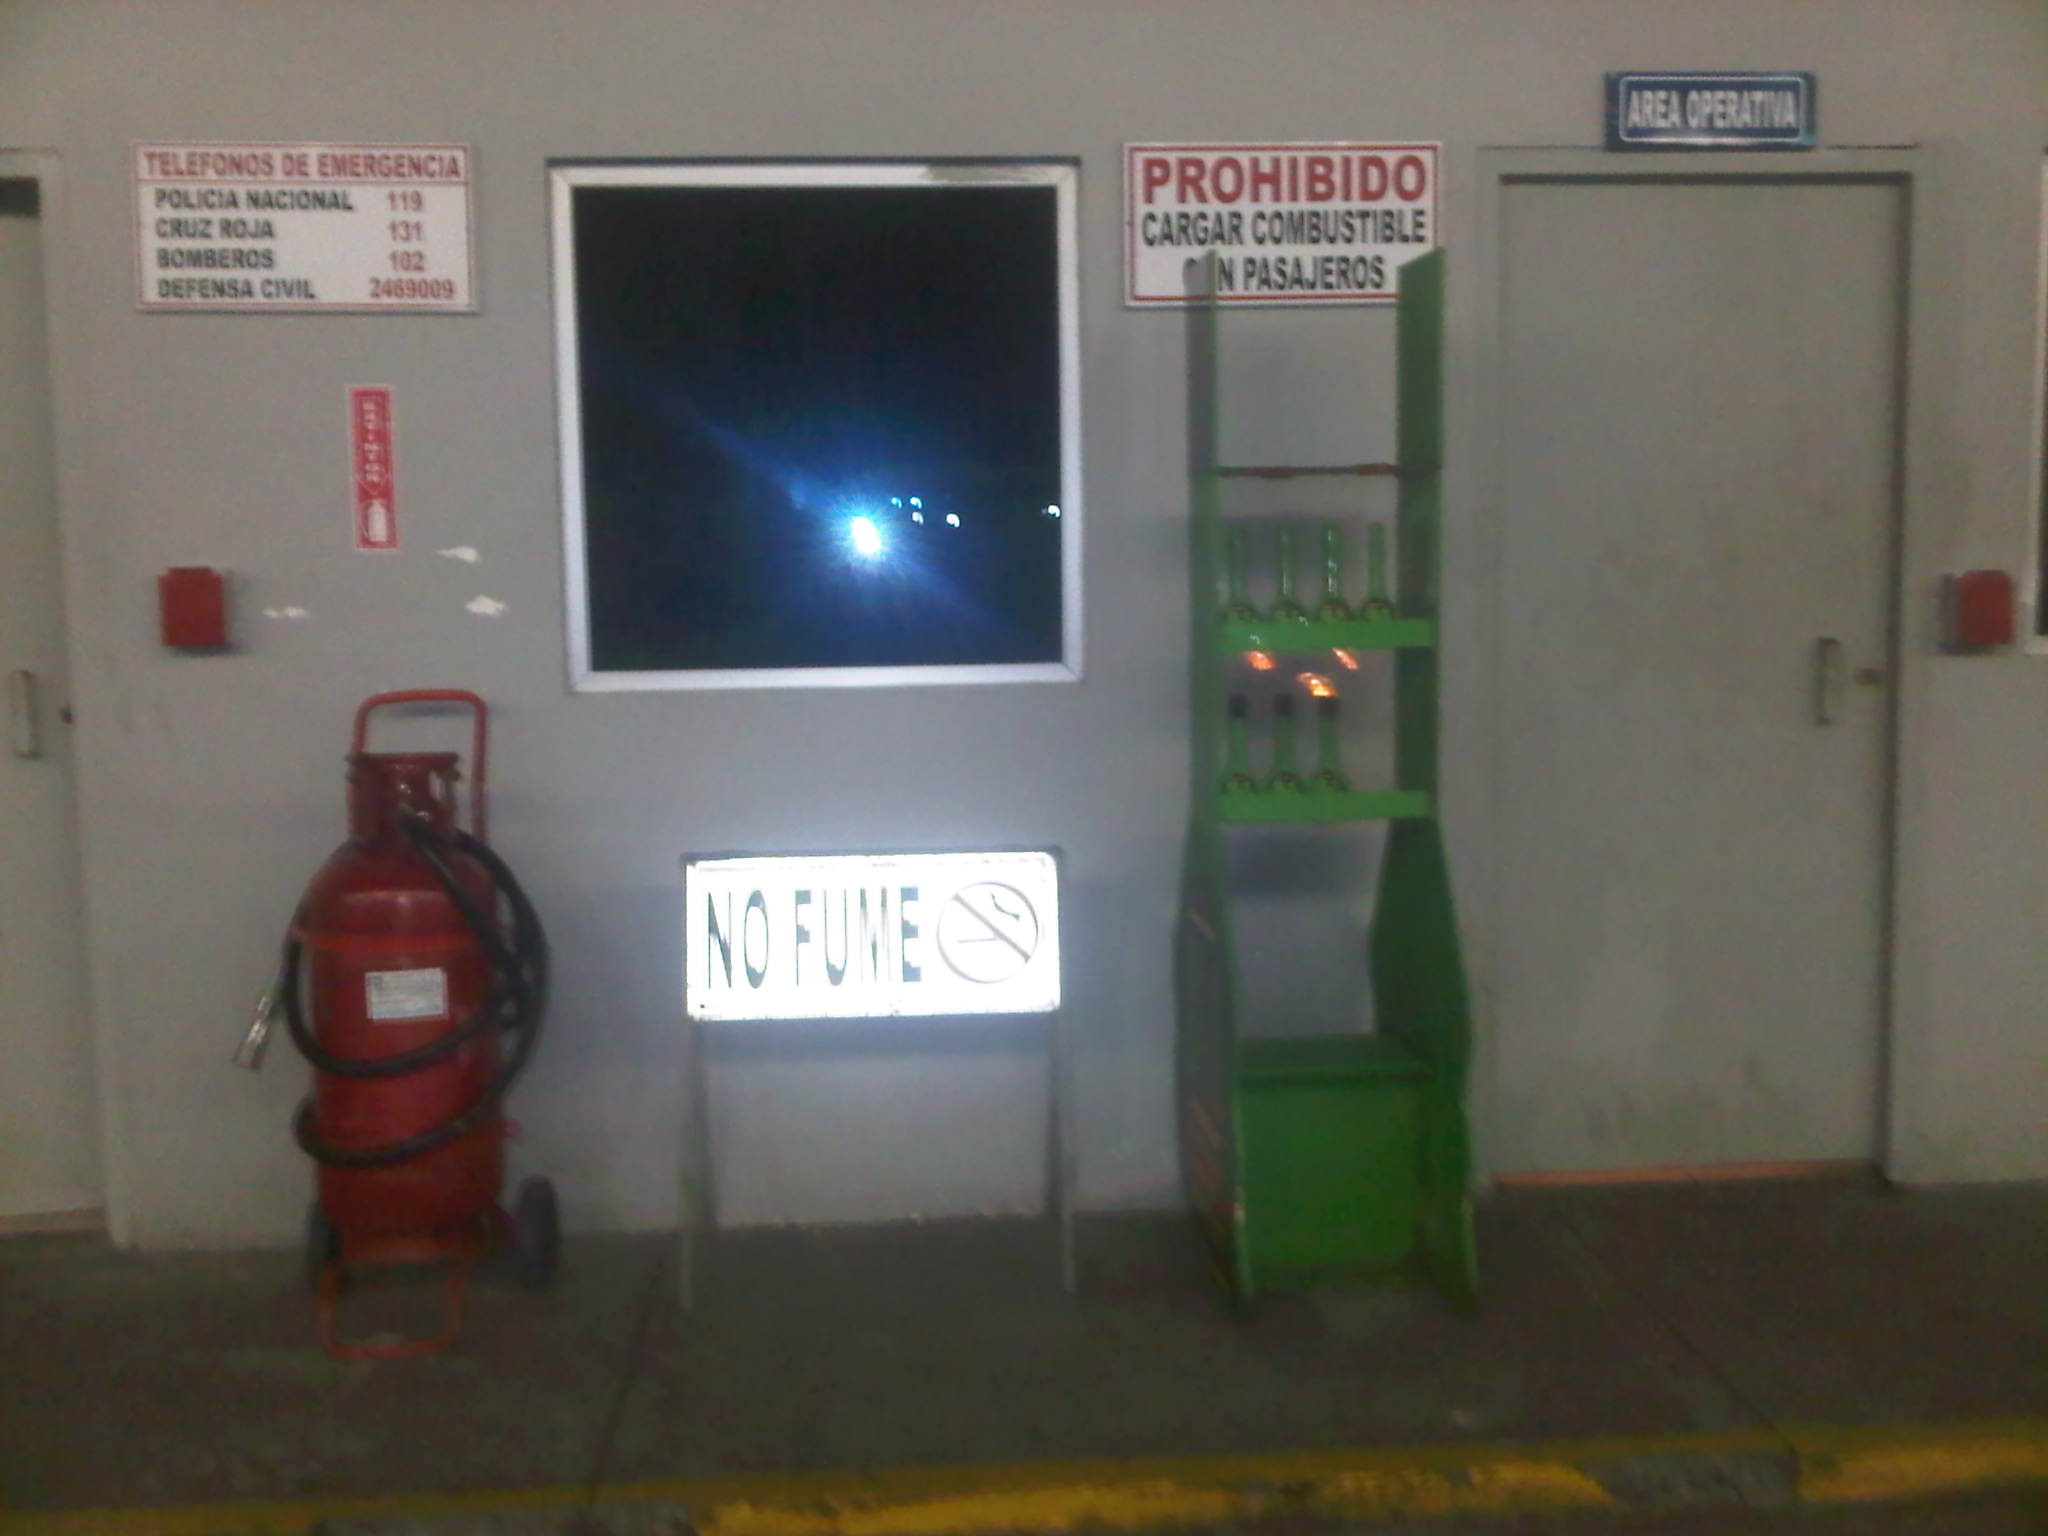 TELEFONOS DE EMERGENCIA
POLICIA NACIONAL 119
CRUZ ROJA 131
BOMBEROS 102
DEFENSA CIVIL 2469009
PROHIBIDO
CARGAR COMBUSTIBLE
CON PASAJEROS
AREA OPERATIVA
NO FUME